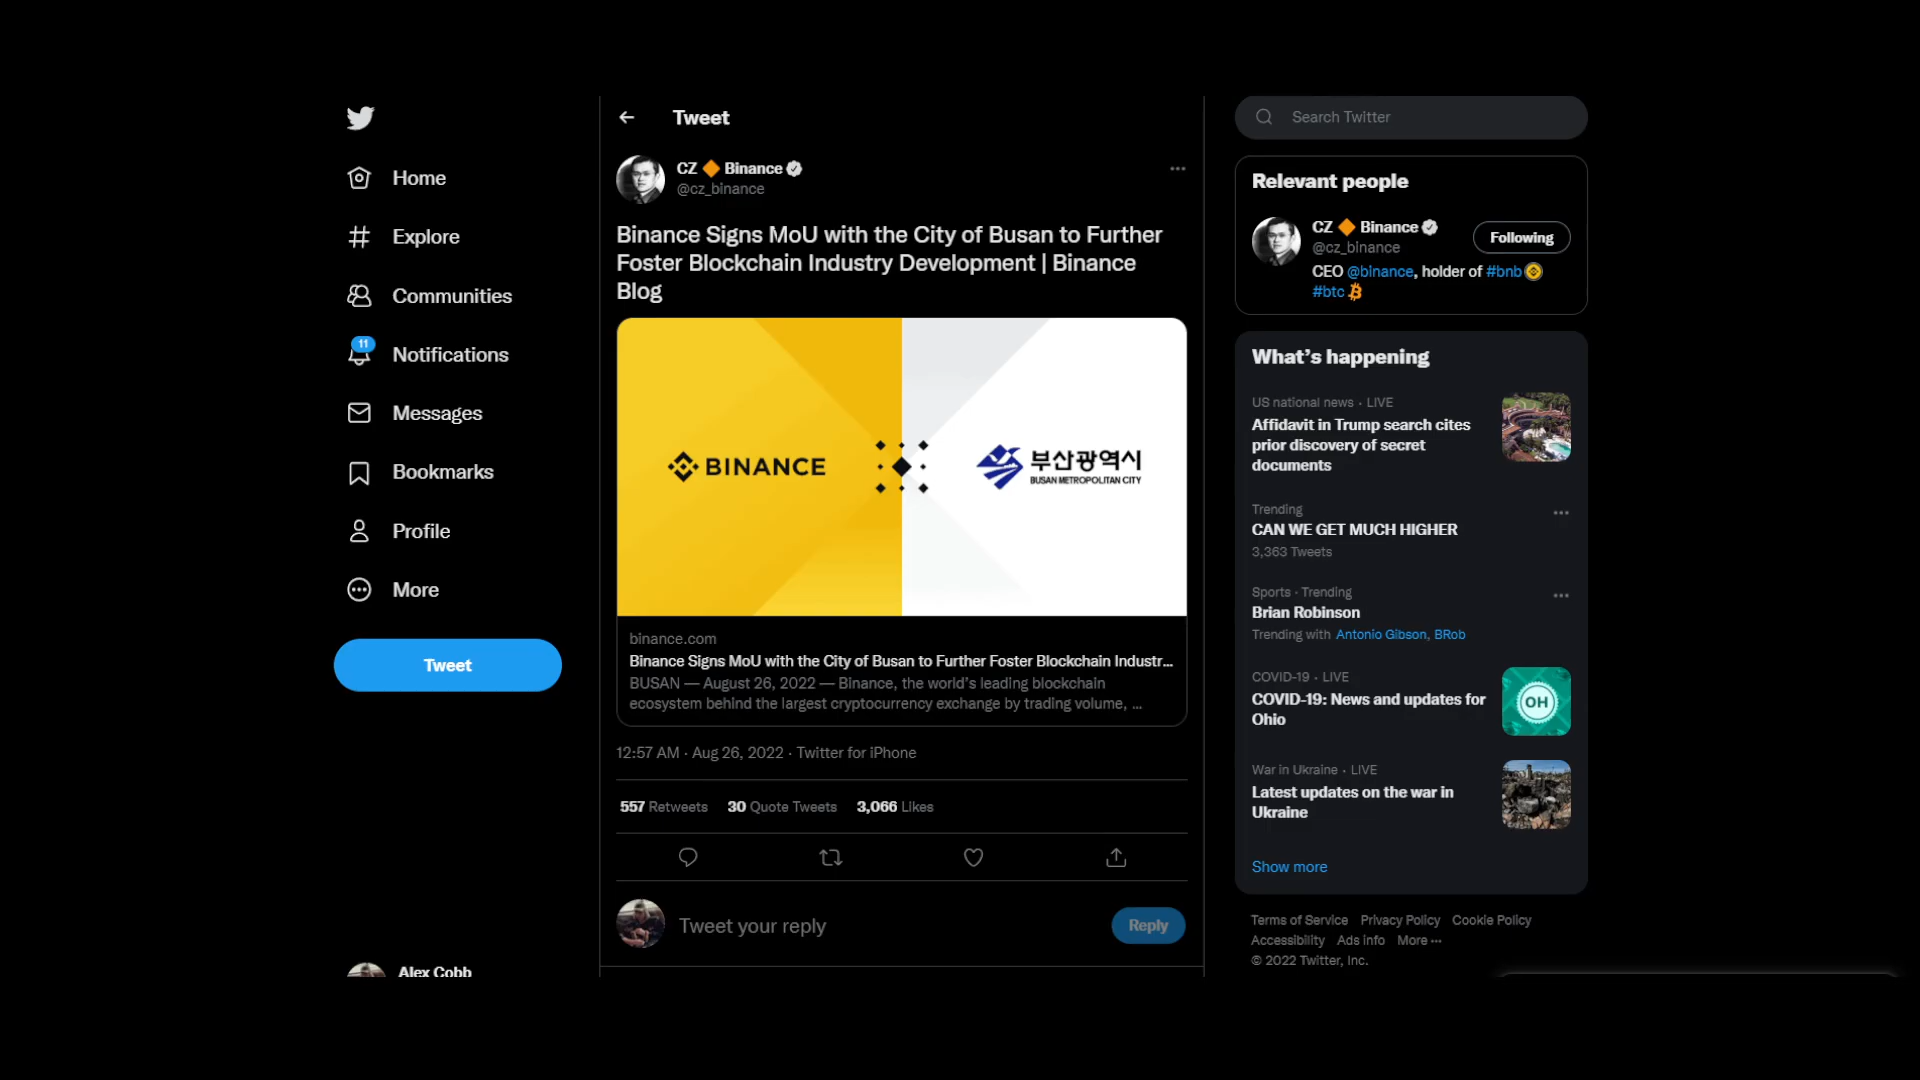 Home
Explore
Communities
11
Notifications
Messages
Bookmarks
Profile
More
Tweet
Alex Cobb
Tweet
CZ 🔶 Binance
@cz_binance
Binance Signs MoU with the City of Busan to Further
Foster Blockchain Industry Development | Binance
Blog
BINANCE
부산광역시
BUSAN METROPOLITAN CITY
binance.com
Binance Signs MoU with the City of Busan to Further Foster Blockchain Industr...
BUSAN — August 26, 2022 — Binance, the world's leading blockchain
ecosystem behind the largest cryptocurrency exchange by trading volume, ...
12:57 AM · Aug 26, 2022 · Twitter for iPhone
557 Retweets 30 Quote Tweets 3,066 Likes
Tweet your reply
Reply
Search Twitter
Relevant people
CZ 🔶 Binance
@cz_binance
Following
CEO @binance, holder of #bnb
#btc
What's happening
US national news · LIVE
Affidavit in Trump search cites
prior discovery of secret
documents
Trending
CAN WE GET MUCH HIGHER
3,363 Tweets
Sports · Trending
Brian Robinson
Trending with Antonio Gibson, BRob
COVID-19 · LIVE
COVID-19: News and updates for
Ohio
OH
War in Ukraine · LIVE
Latest updates on the war in
Ukraine
Show more
Terms of Service Privacy Policy Cookie Policy
Accessibility Ads info More ···
© 2022 Twitter, Inc.